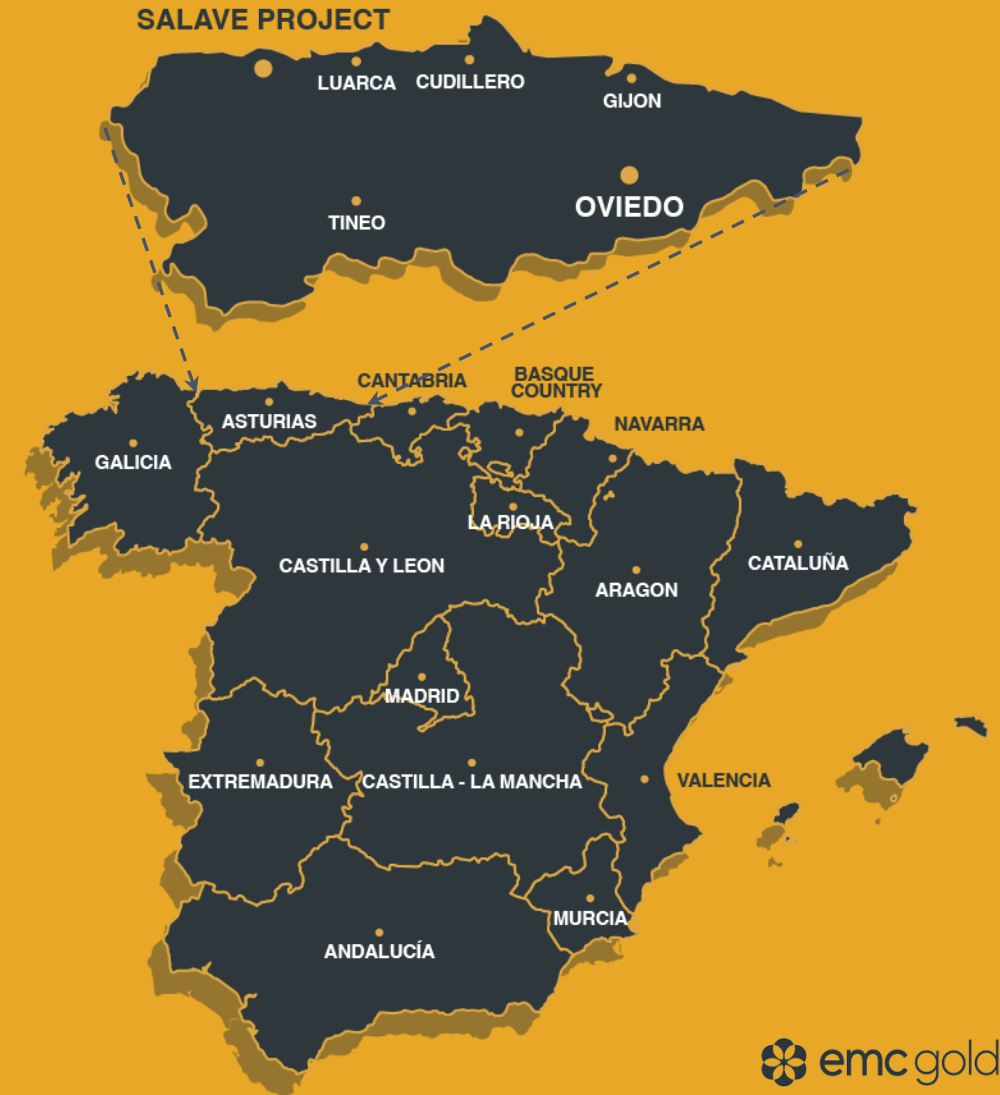 SALAVE PROJECT
LUARCA
CUDILLERO
GIJON
TINEO
OVIEDO
CANTABRIA
BASQUE
COUNTRY
ASTURIAS
NAVARRA
GALICIA
LA RIOJA
CASTILLA Y LEON
ARAGON
CATALUÑA
MADRID
EXTREMADURA
CASTILLA - LA MANCHA
VALENCIA
MURCIA
ANDALUCÍA
emc gold